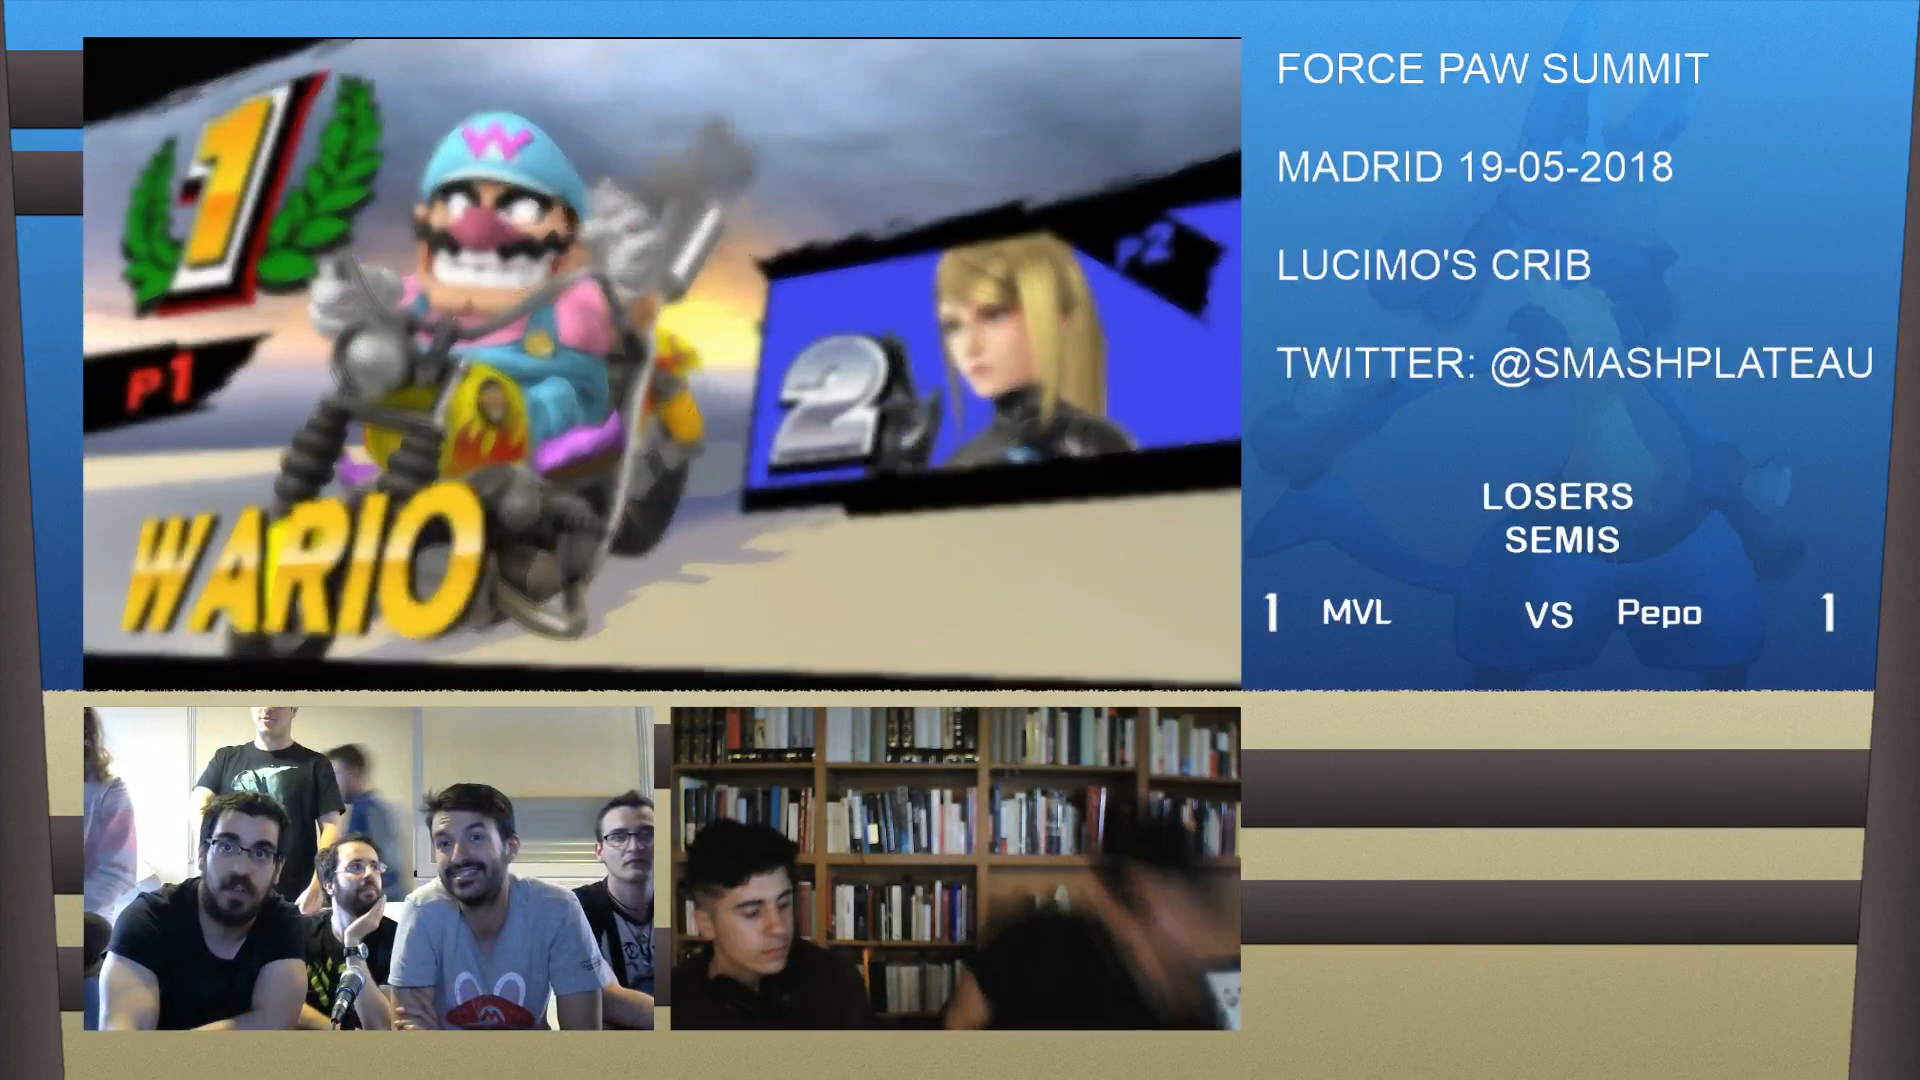 1
P1
W
WARIO
P2
2
FORCE PAW SUMMIT
MADRID 19-05-2018
LUCIMO'S CRIB
TWITTER: @SMASHPLATEAU
LOSERS
SEMIS
1 MVL VS Pepo 1
M